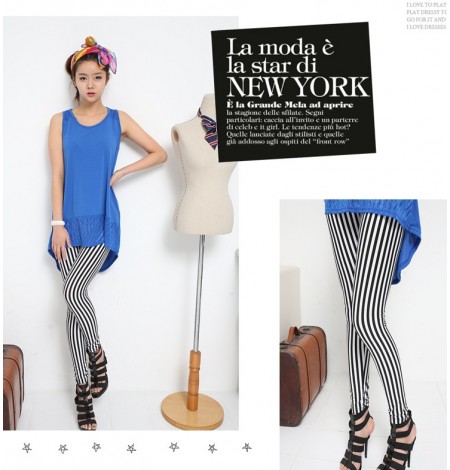 I LOVE TO PLAY
PLAY DRESST TO
GO FOR IT AND
I LOVE DRESSES
La moda è
la star di
NEW YORK
È la Grande Mela ad aprire
la stagione delle sfilate. Segni
particolari: caccia all'invito e un parterre
di celeb e it girl. Le tendenze più hot?
Quelle lanciate dagli stilisti e quelle
già addosso agli ospiti del "front row"